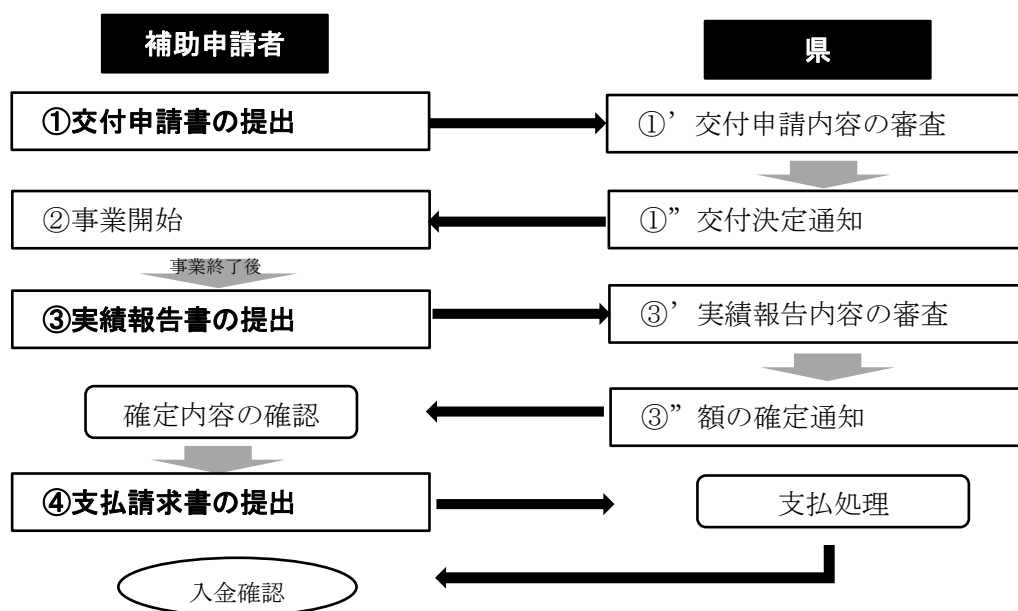 補助申請者
県
①交付申請書の提出
①’交付申請内容の審査
②事業開始
①”交付決定通知
事業終了後
③実績報告書の提出
③’実績報告内容の審査
確定内容の確認
③”額の確定通知
④支払請求書の提出
支払処理
入金確認